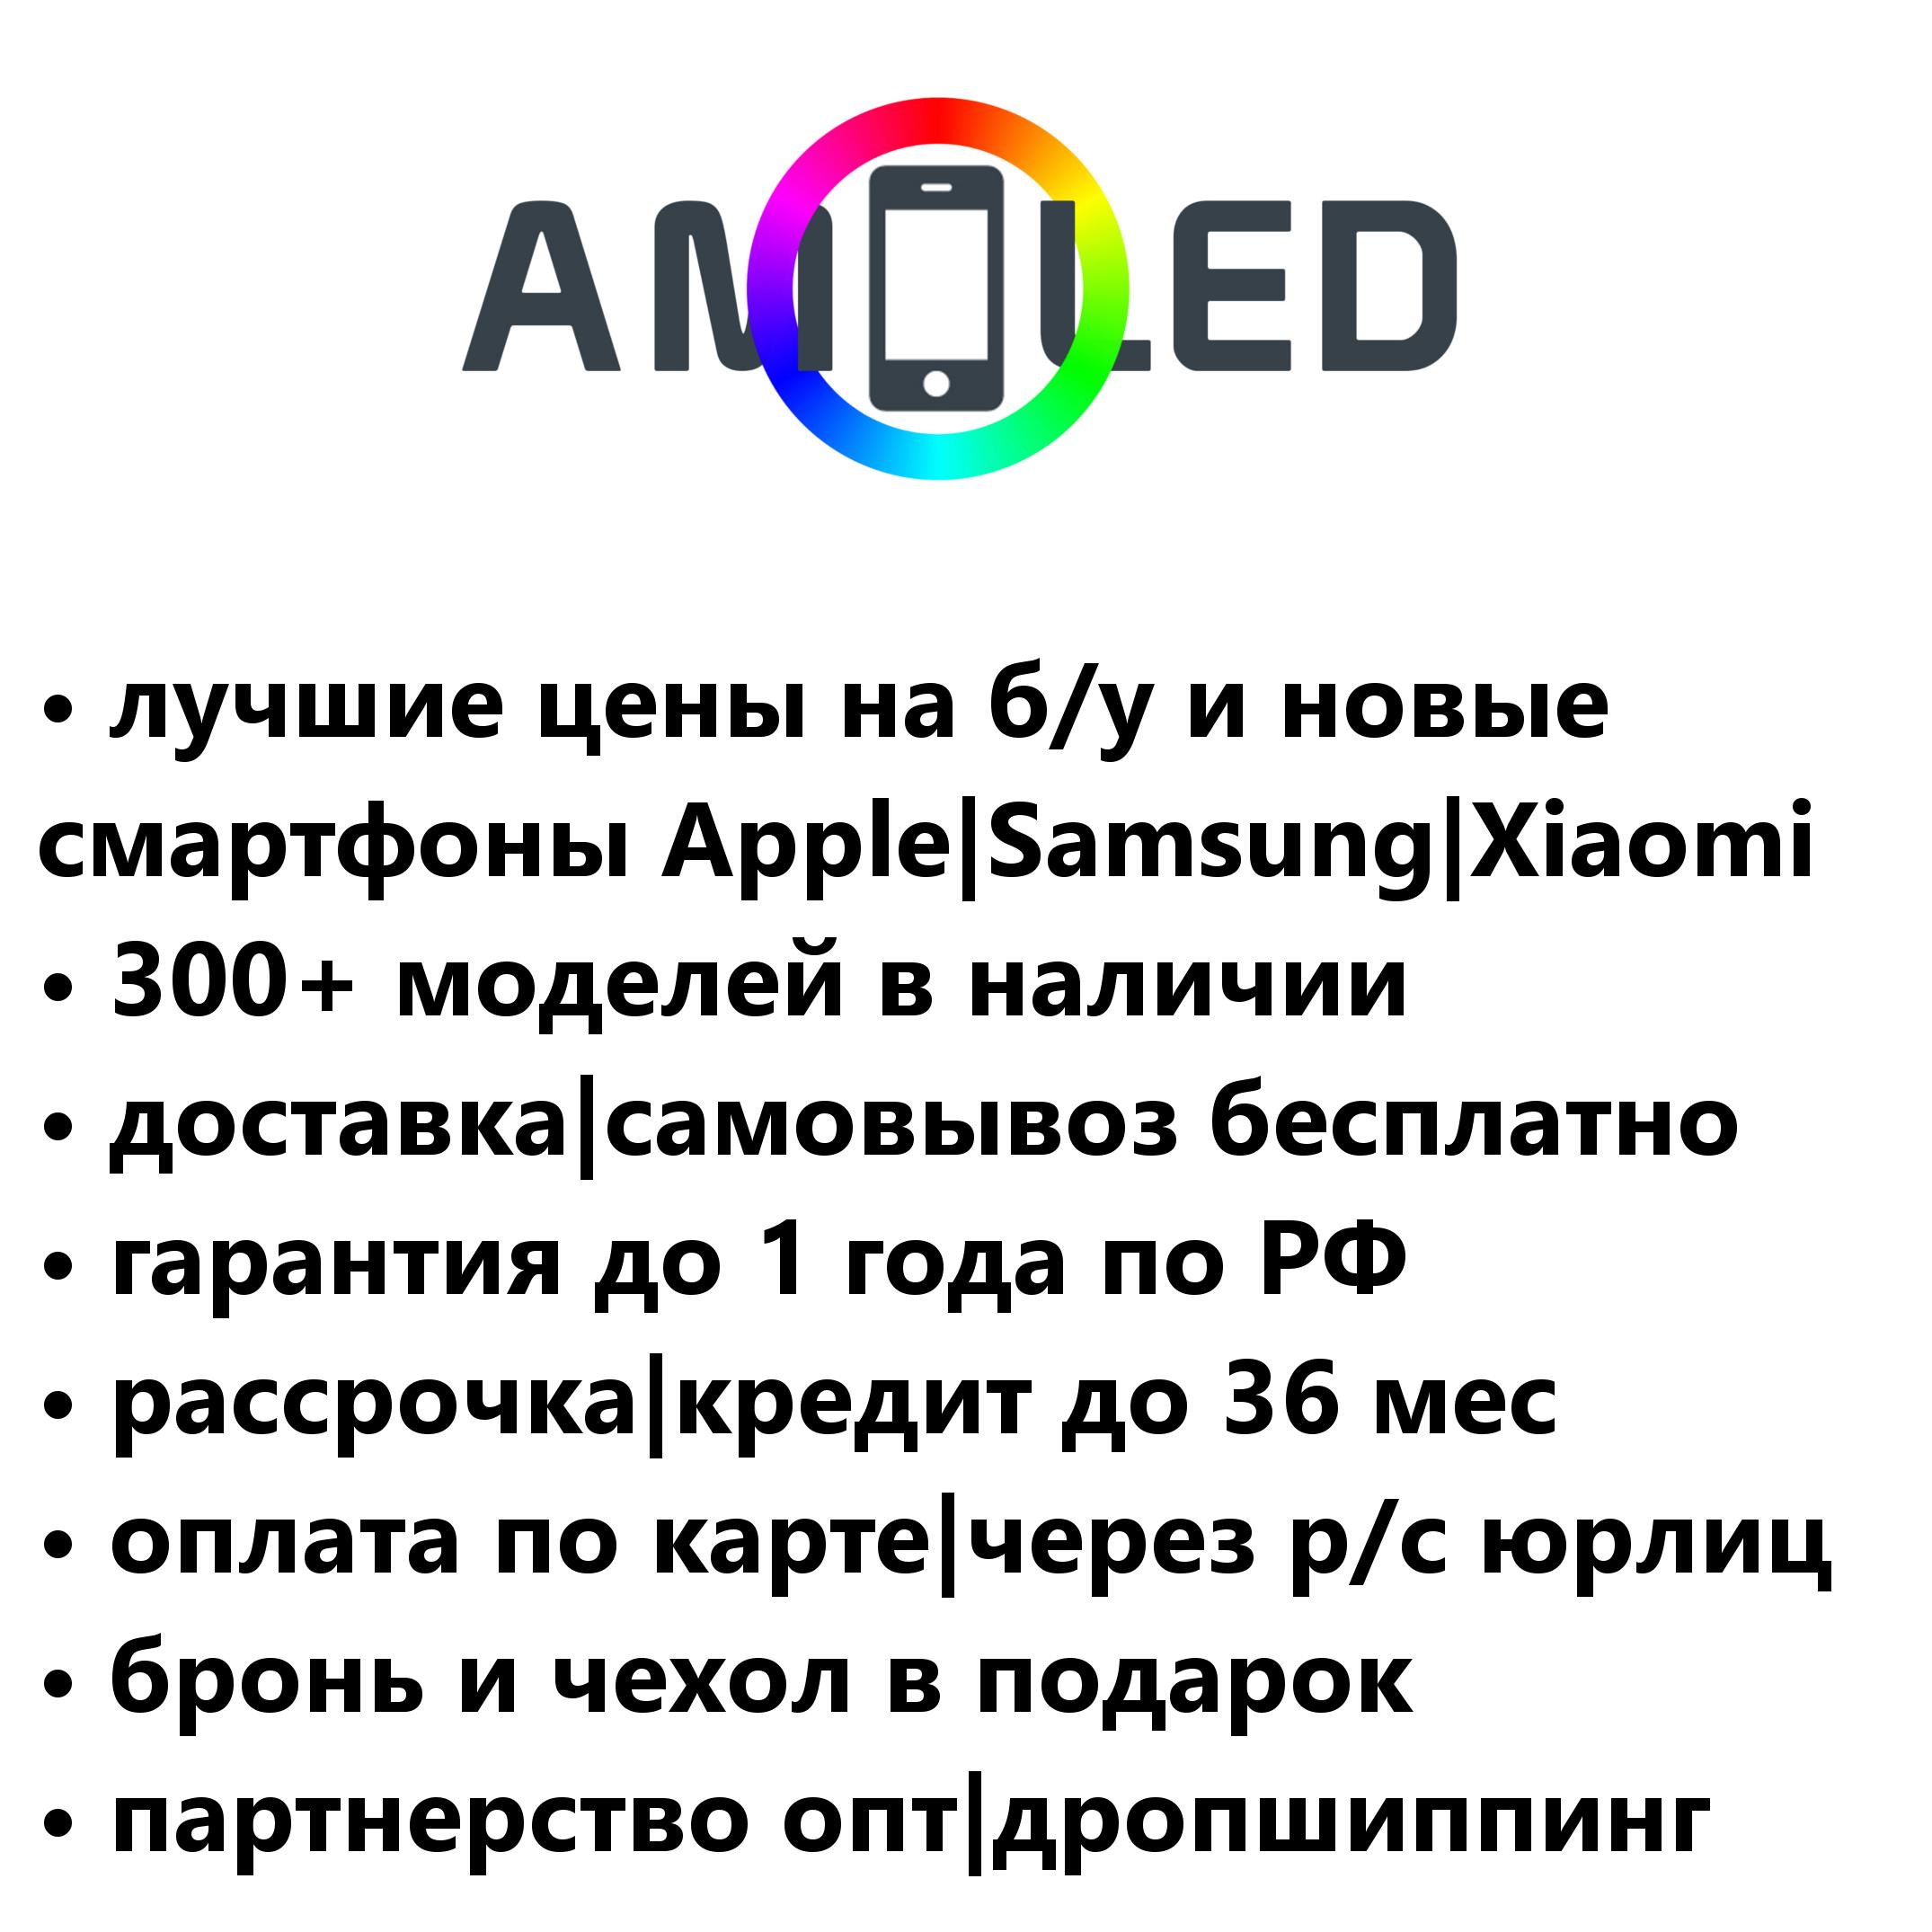 AMOLED
• лучшие цены на б/у и новые
смартфоны Apple|Samsung|Xiaomi
• 300+ моделей в наличии
• доставка|самовывоз бесплатно
• гарантия до 1 года по РФ
• рассрочка|кредит до 36 мес
• оплата по карте|через р/с юрлиц
• бронь и чехол в подарок
• партнерство опт|дропшиппинг